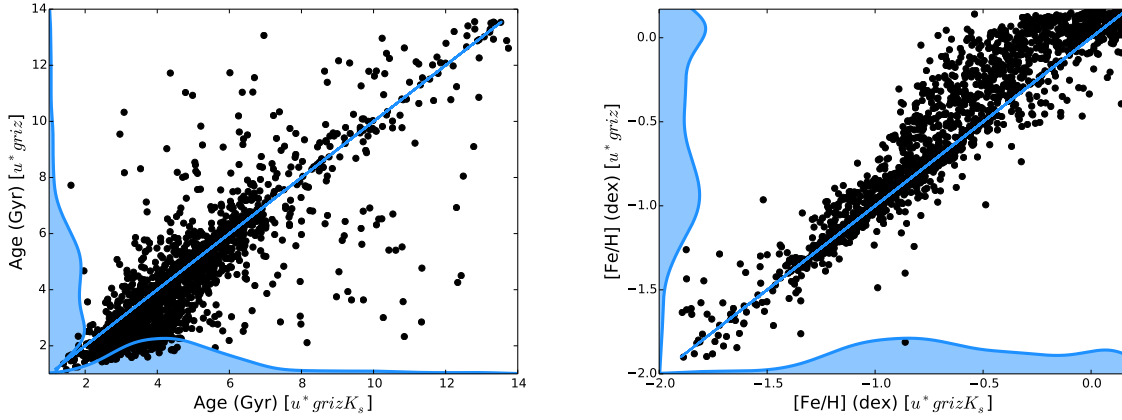 14
12
10
8
6
4
2
Age (Gyr) [u* griz]
2 4 6 8 10 12 14
Age (Gyr) [u* grizKs]
0.0
−0.5
−1.0
−1.5
−2.0
[Fe/H] (dex) [u* griz]
−2.0 −1.5 −1.0 −0.5 0.0
[Fe/H] (dex) [u* grizKs]